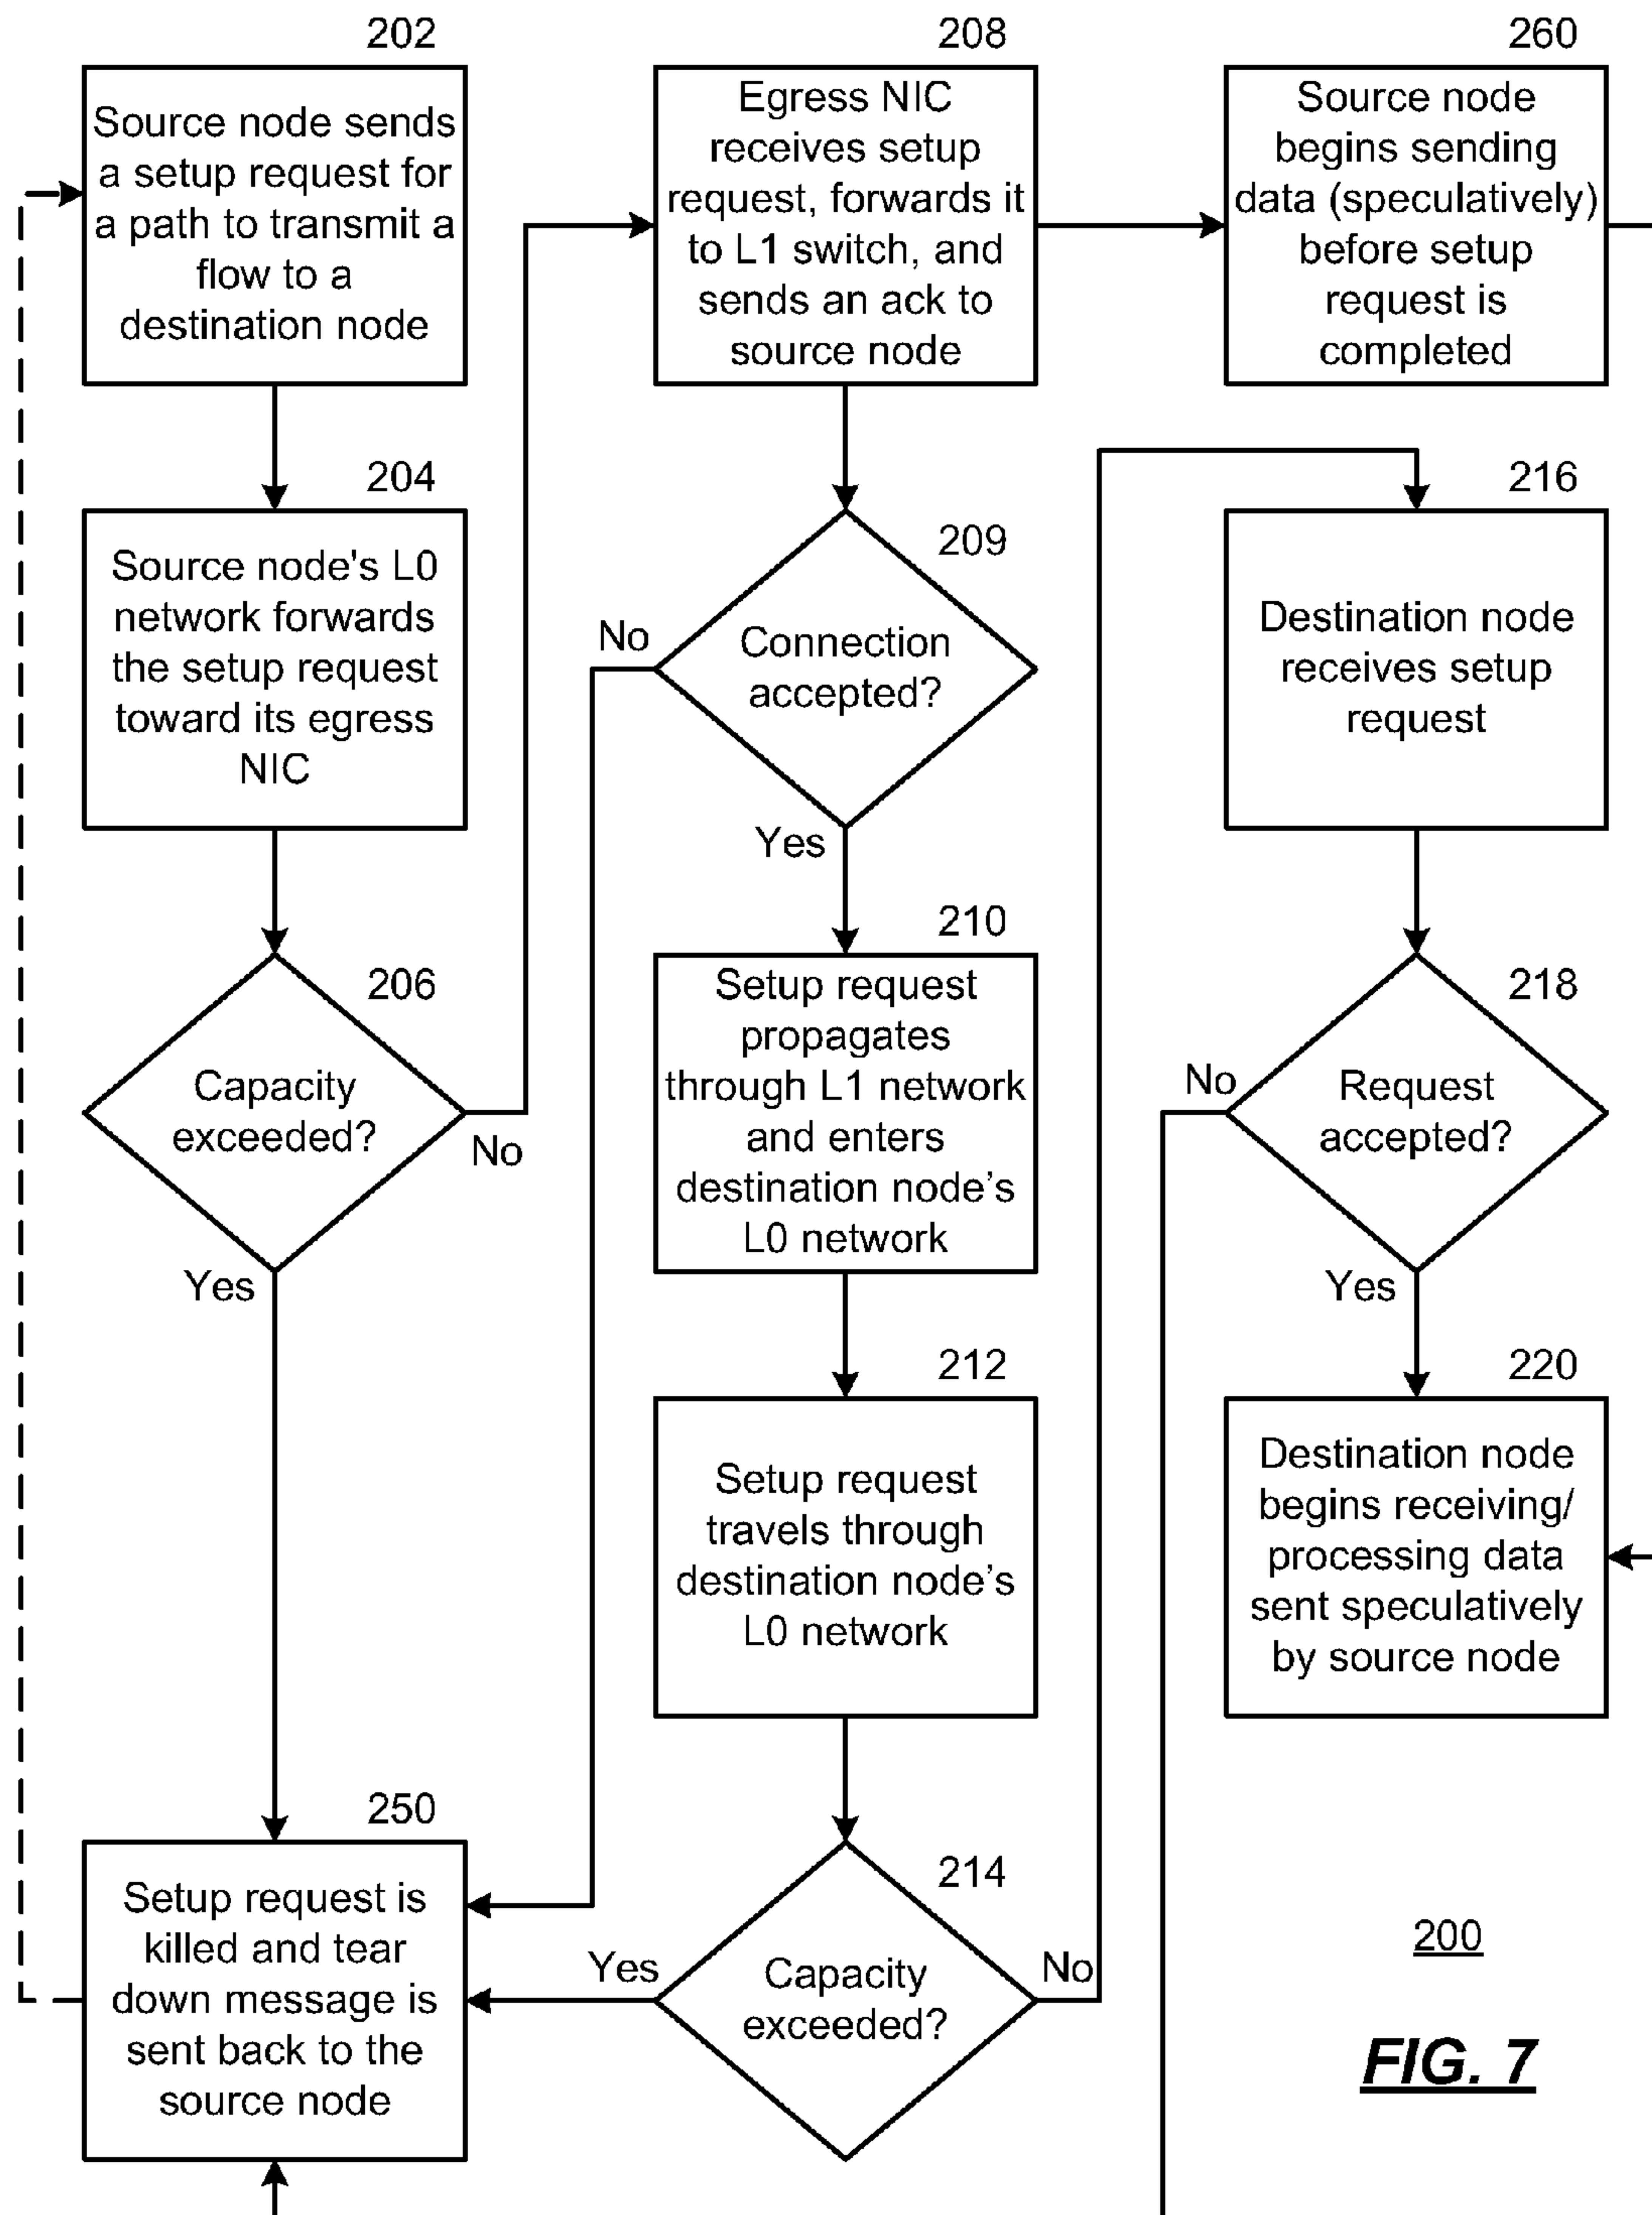 202
Source node sends
a setup request for
a path to transmit a
flow to a
destination node
204
Source node's L0
network forwards
the setup request
toward its egress
NIC
206
Capacity
exceeded?
No
Yes
250
Setup request is
killed and tear
down message is
sent back to the
source node
208
Egress NIC
receives setup
request, forwards it
to L1 switch, and
sends an ack to
source node
209
No
Connection
accepted?
Yes
210
Setup request
propagates
through L1 network
and enters
destination node’s
L0 network
212
Setup request
travels through
destination node’s
L0 network
214
Yes
Capacity
exceeded?
No
260
Source node
begins sending
data (speculatively)
before setup
request is
completed
216
Destination node
receives setup
request
218
No
Request
accepted?
Yes
220
Destination node
begins receiving/
processing data
sent speculatively
by source node
200
FIG. 7